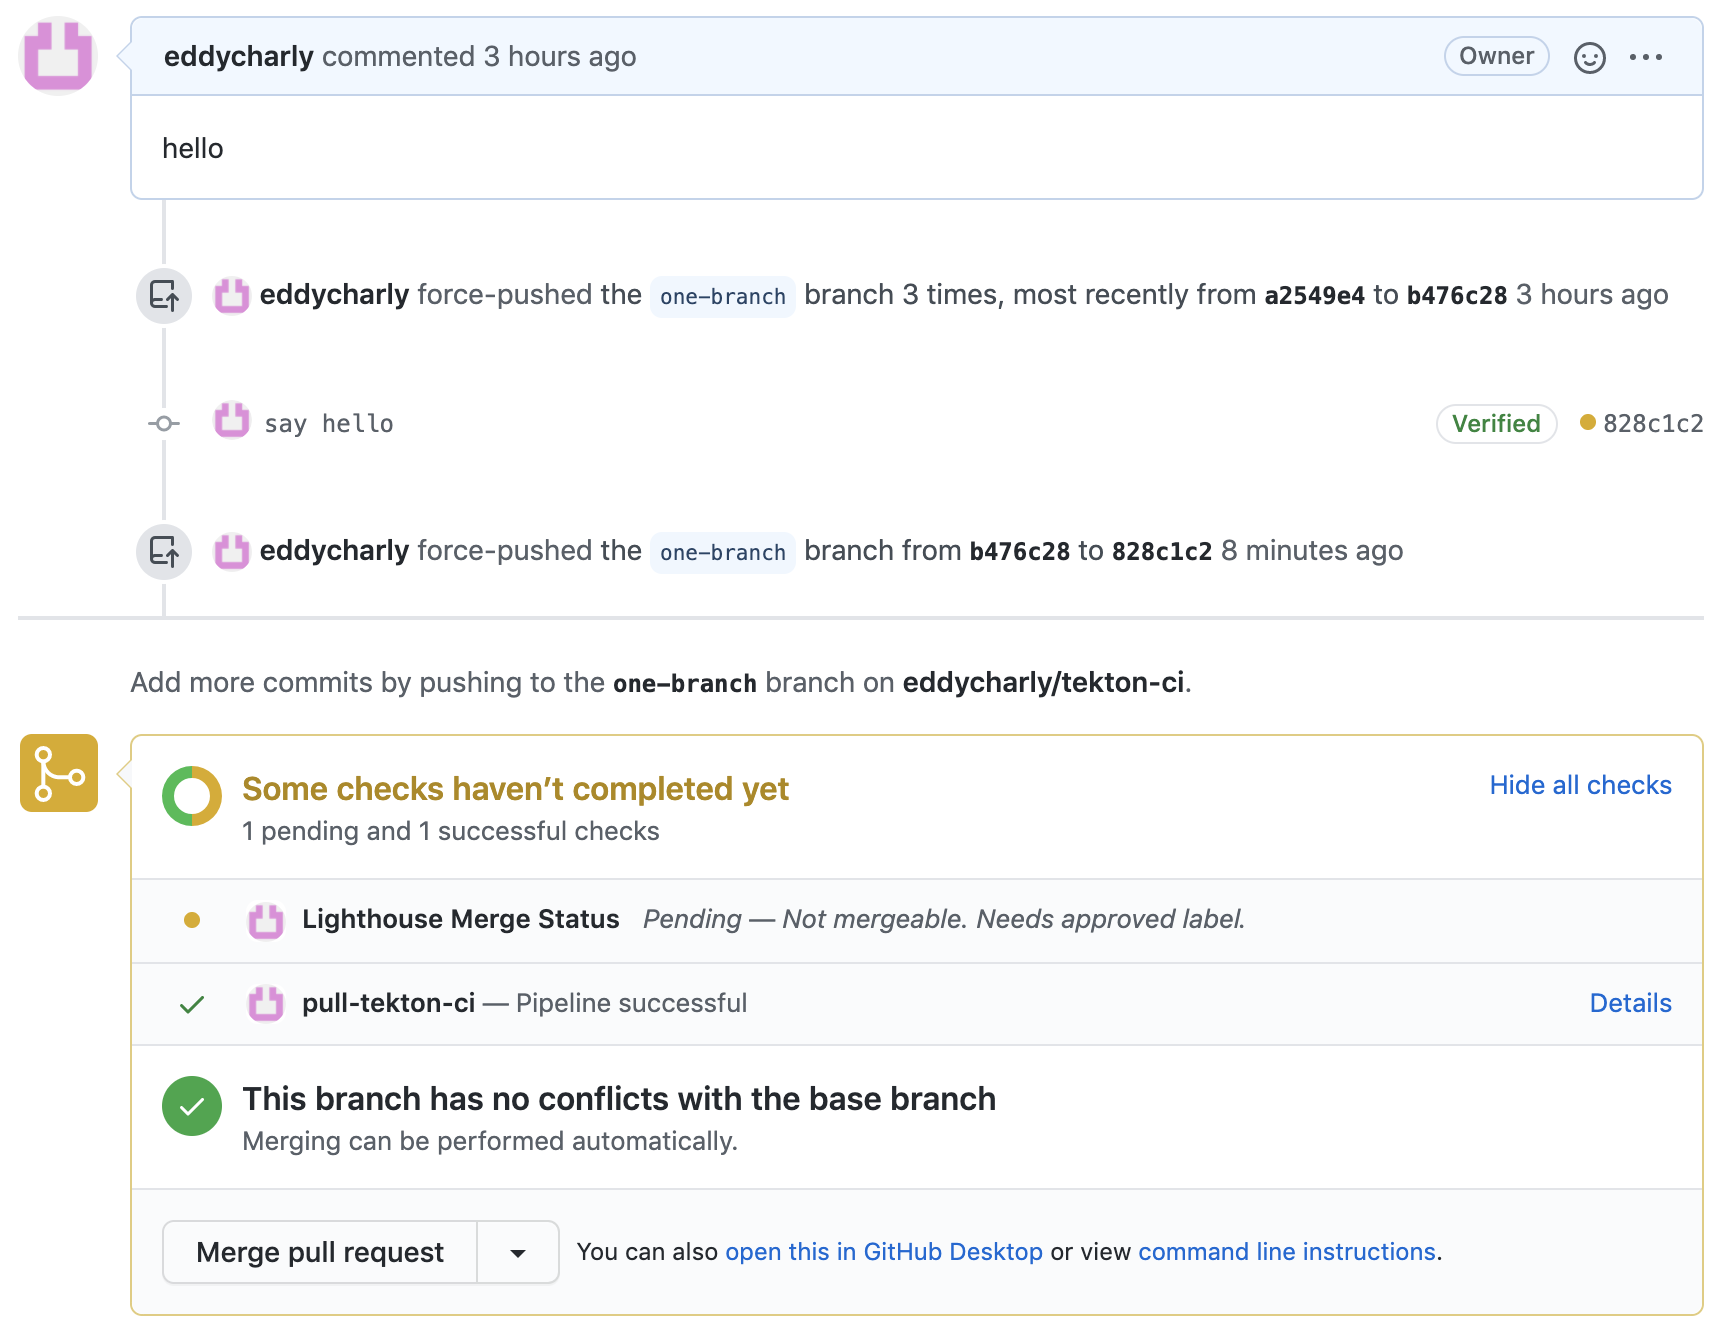 eddycharly commented 3 hours ago Owner
hello
eddycharly force-pushed the one-branch branch 3 times, most recently from a2549e4 to b476c28 3 hours ago
say hello Verified 828c1c2
eddycharly force-pushed the one-branch branch from b476c28 to 828c1c2 8 minutes ago
Add more commits by pushing to the one-branch branch on eddycharly/tekton-ci.
Some checks haven’t completed yet Hide all checks
1 pending and 1 successful checks
Lighthouse Merge Status Pending — Not mergeable. Needs approved label.
pull-tekton-ci — Pipeline successful Details
This branch has no conflicts with the base branch
Merging can be performed automatically.
Merge pull request You can also open this in GitHub Desktop or view command line instructions.